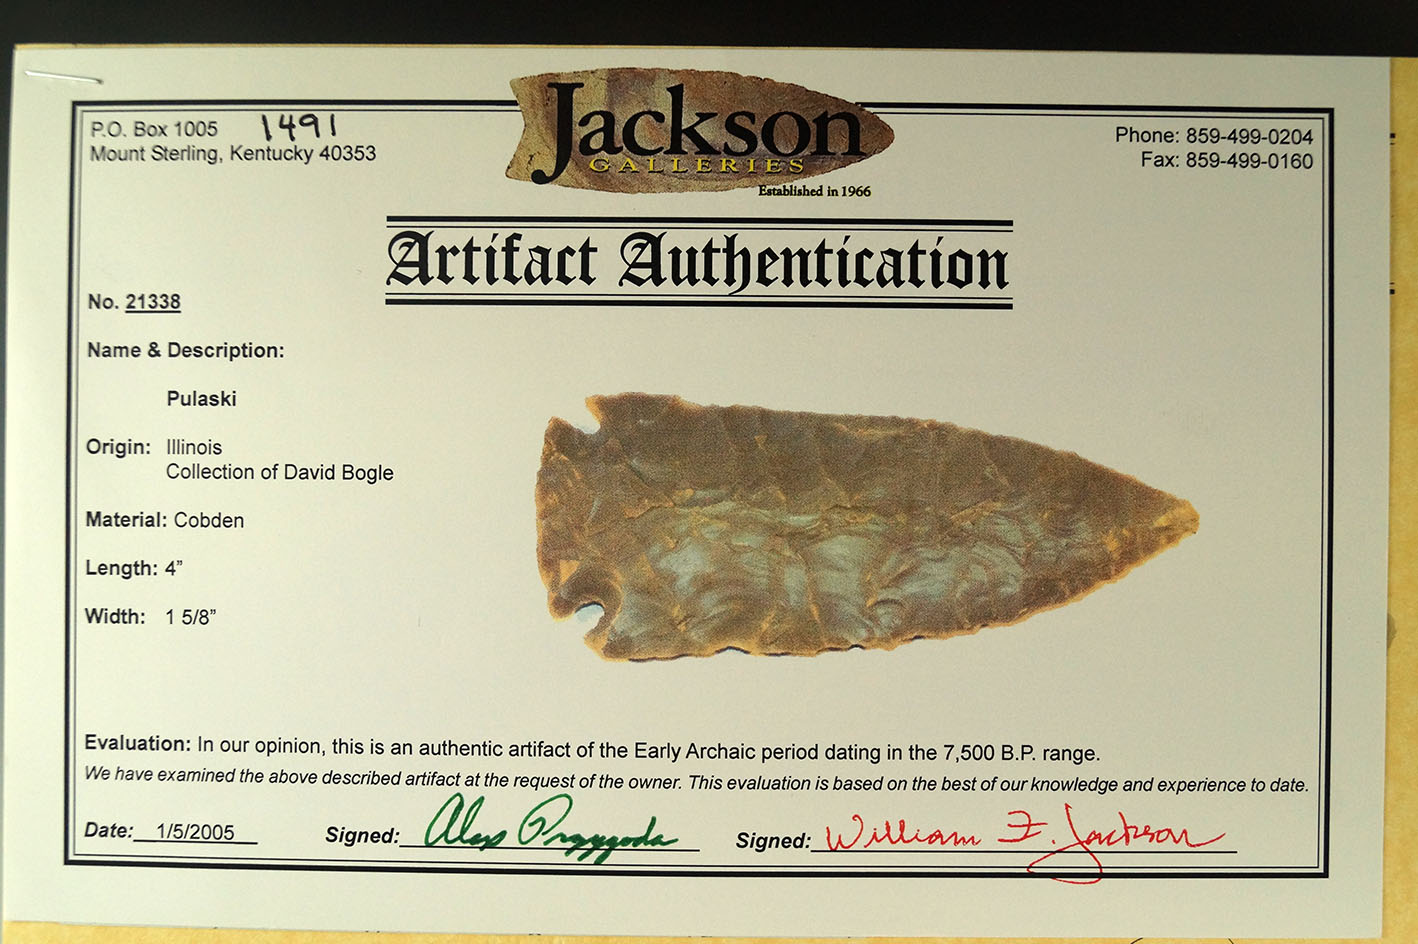 P.O. Box 1005 1491
Mount Sterling, Kentucky 40353
Jackson
GALLERIES
Established in 1966
Phone: 859-499-0204
Fax: 859-499-0160
Artifact Authentication
No. 21338
Name & Description:
Pulaski
Origin: Illinois
Collection of David Bogle
Material: Cobden
Length: 4”
Width: 1 5/8”
Evaluation: In our opinion, this is an authentic artifact of the Early Archaic period dating in the 7,500 B.P. range.
We have examined the above described artifact at the request of the owner. This evaluation is based on the best of our knowledge and experience to date.
Date: 1/5/2005 Signed: Alex Przygoda Signed: William F. Jackson